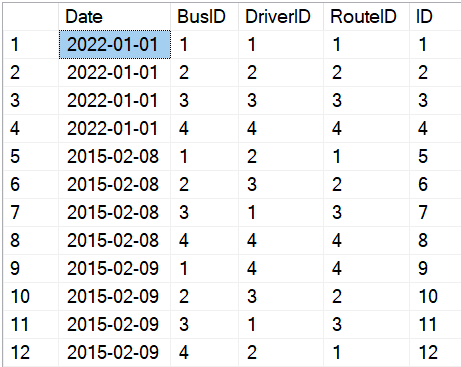 Date BusID DriverID RouteID ID
1 2022-01-01 1 1 1 1
2 2022-01-01 2 2 2 2
3 2022-01-01 3 3 3 3
4 2022-01-01 4 4 4 4
5 2015-02-08 1 2 1 5
6 2015-02-08 2 3 2 6
7 2015-02-08 3 1 3 7
8 2015-02-08 4 4 4 8
9 2015-02-09 1 4 4 9
10 2015-02-09 2 3 2 10
11 2015-02-09 3 1 3 11
12 2015-02-09 4 2 1 12